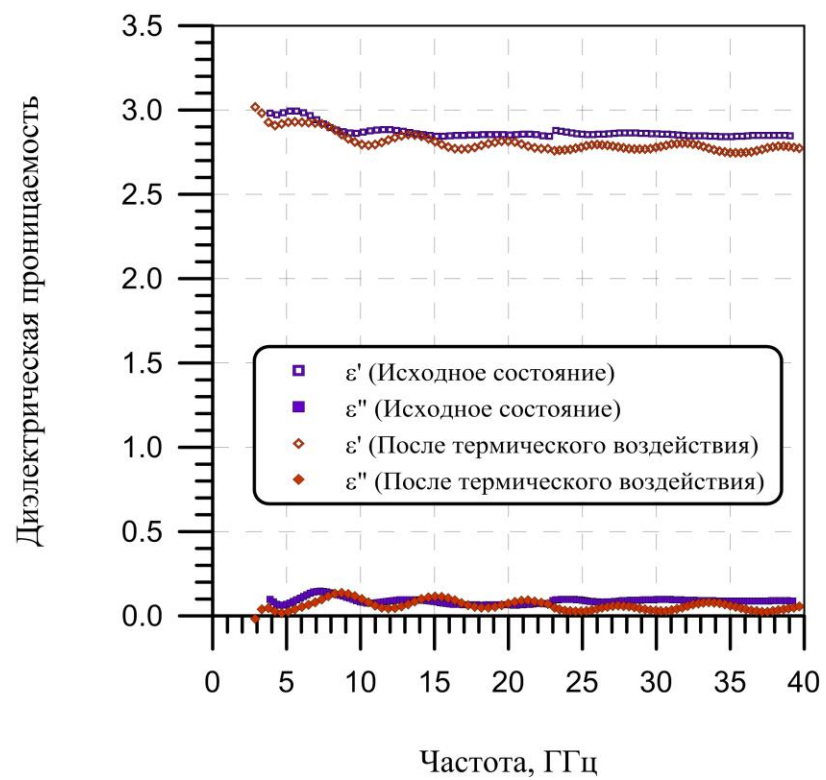 Диэлектрическая проницаемость
3.5
3.0
2.5
2.0
1.5
1.0
0.5
0.0
ε' (Исходное состояние)
ε'' (Исходное состояние)
ε' (После термического воздействия)
ε'' (После термического воздействия)
0 5 10 15 20 25 30 35 40
Частота, ГГц